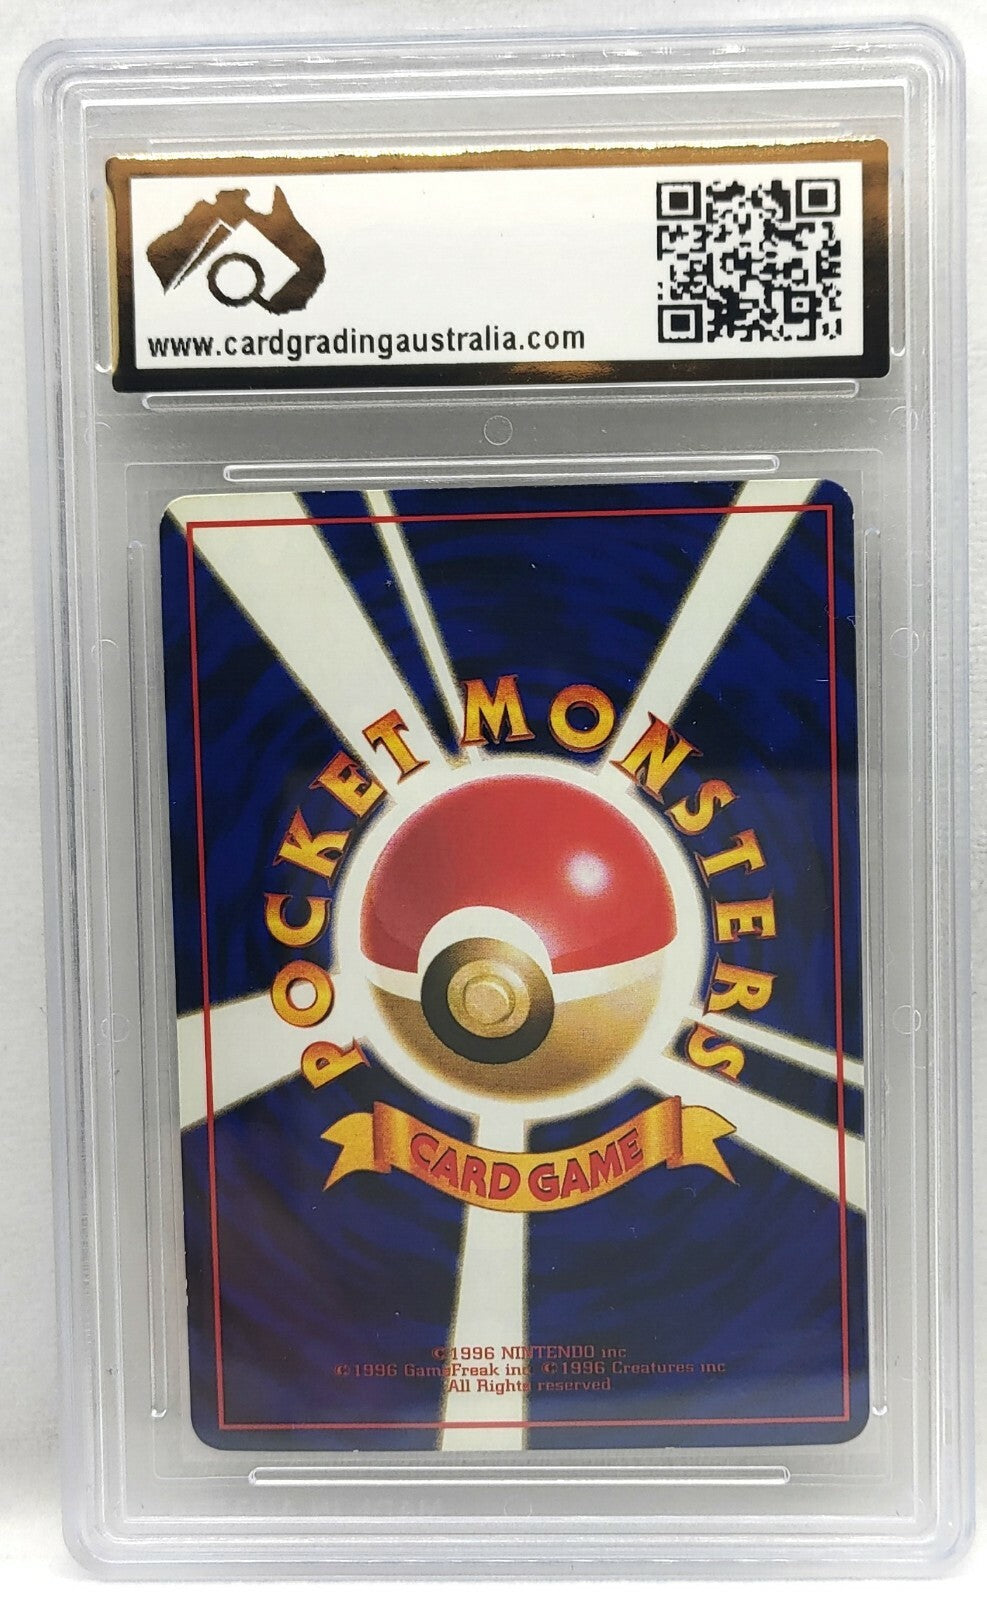 www.cardgradingaustralia.com
POCKET MONSTERS
CARD GAME
©1996 NINTENDO inc
©1996 GameFreak inc ©1996 Creatures inc
All Rights reserved.